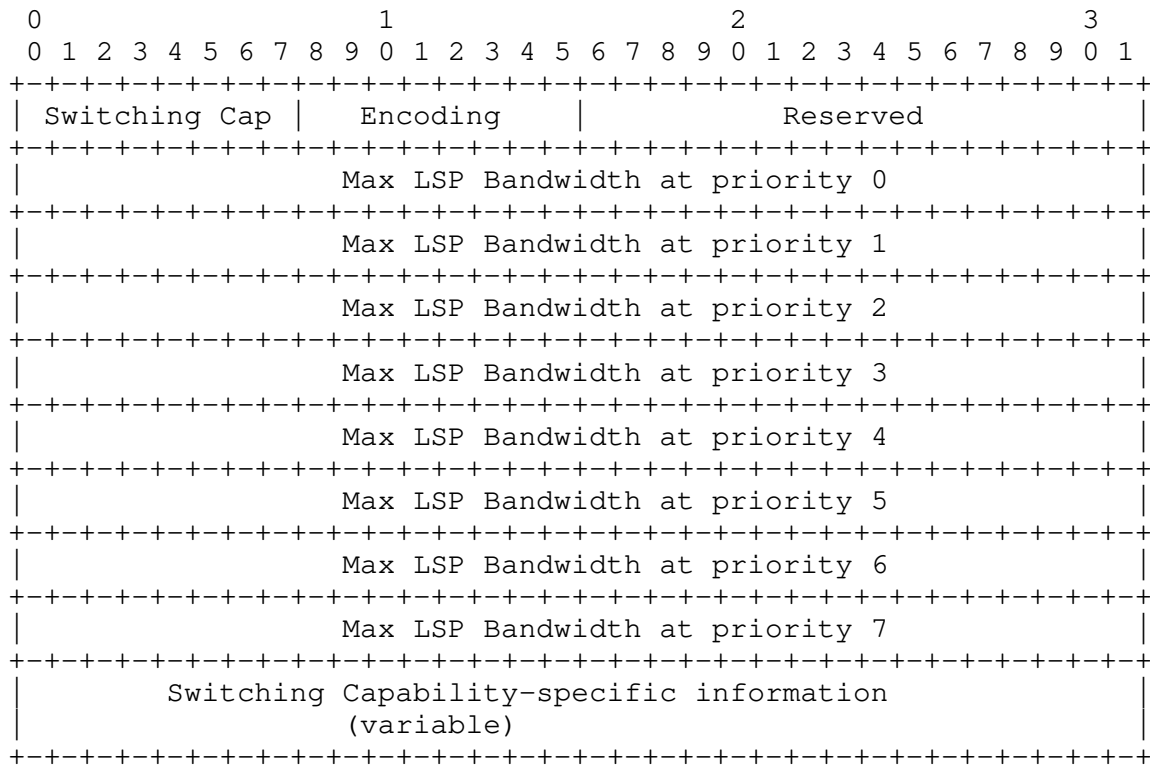 0                   1                   2                   3
 0 1 2 3 4 5 6 7 8 9 0 1 2 3 4 5 6 7 8 9 0 1 2 3 4 5 6 7 8 9 0 1
+-+-+-+-+-+-+-+-+-+-+-+-+-+-+-+-+-+-+-+-+-+-+-+-+-+-+-+-+-+-+-+-+
| Switching Cap |   Encoding    |           Reserved            |
+-+-+-+-+-+-+-+-+-+-+-+-+-+-+-+-+-+-+-+-+-+-+-+-+-+-+-+-+-+-+-+-+
|                  Max LSP Bandwidth at priority 0              |
+-+-+-+-+-+-+-+-+-+-+-+-+-+-+-+-+-+-+-+-+-+-+-+-+-+-+-+-+-+-+-+-+
|                  Max LSP Bandwidth at priority 1              |
+-+-+-+-+-+-+-+-+-+-+-+-+-+-+-+-+-+-+-+-+-+-+-+-+-+-+-+-+-+-+-+-+
|                  Max LSP Bandwidth at priority 2              |
+-+-+-+-+-+-+-+-+-+-+-+-+-+-+-+-+-+-+-+-+-+-+-+-+-+-+-+-+-+-+-+-+
|                  Max LSP Bandwidth at priority 3              |
+-+-+-+-+-+-+-+-+-+-+-+-+-+-+-+-+-+-+-+-+-+-+-+-+-+-+-+-+-+-+-+-+
|                  Max LSP Bandwidth at priority 4              |
+-+-+-+-+-+-+-+-+-+-+-+-+-+-+-+-+-+-+-+-+-+-+-+-+-+-+-+-+-+-+-+-+
|                  Max LSP Bandwidth at priority 5              |
+-+-+-+-+-+-+-+-+-+-+-+-+-+-+-+-+-+-+-+-+-+-+-+-+-+-+-+-+-+-+-+-+
|                  Max LSP Bandwidth at priority 6              |
+-+-+-+-+-+-+-+-+-+-+-+-+-+-+-+-+-+-+-+-+-+-+-+-+-+-+-+-+-+-+-+-+
|                  Max LSP Bandwidth at priority 7              |
+-+-+-+-+-+-+-+-+-+-+-+-+-+-+-+-+-+-+-+-+-+-+-+-+-+-+-+-+-+-+-+-+
|        Switching Capability-specific information              |
|                  (variable)                                   |
+-+-+-+-+-+-+-+-+-+-+-+-+-+-+-+-+-+-+-+-+-+-+-+-+-+-+-+-+-+-+-+-+